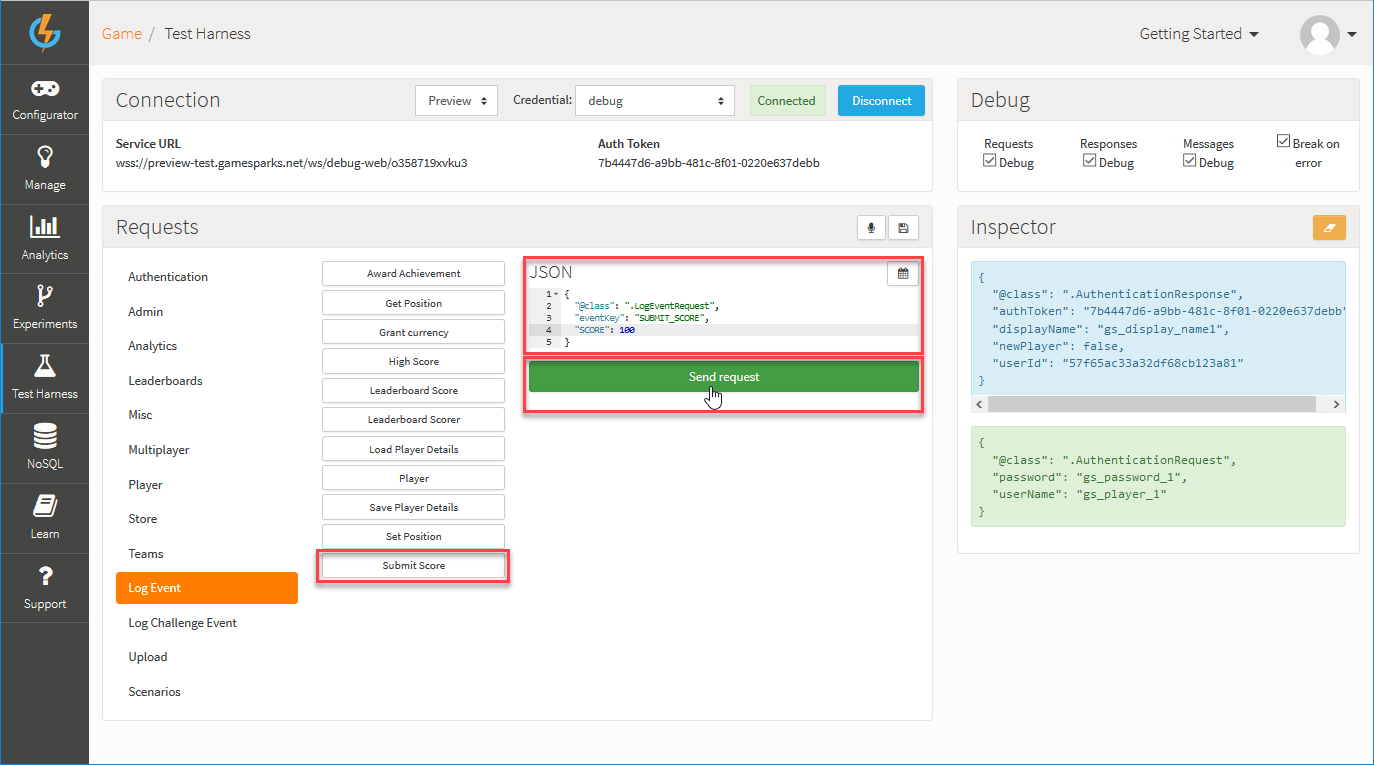 Game / Test Harness
Getting Started
Configurator
Manage
Analytics
Experiments
Test Harness
NoSQL
Learn
Support
Connection
Preview
Credential:
debug
Connected
Disconnect
Service URL
wss://preview-test.gamesparks.net/ws/debug-web/o358719xvku3
Auth Token
7b4447d6-a9bb-481c-8f01-0220e637debb
Debug
Requests
Debug
Responses
Debug
Messages
Debug
Break on
error
Requests
Authentication
Admin
Analytics
Leaderboards
Misc
Multiplayer
Player
Store
Teams
Log Event
Log Challenge Event
Upload
Scenarios
Award Achievement
Get Position
Grant currency
High Score
Leaderboard Score
Leaderboard Scorer
Load Player Details
Player
Save Player Details
Set Position
Submit Score
JSON
1 {
2 "@class": ".LogEventRequest",
3 "eventKey": "SUBMIT_SCORE",
4 "SCORE": 100
5 }
Send request
Inspector
{
"@class": ".AuthenticationResponse",
"authToken": "7b4447d6-a9bb-481c-8f01-0220e637debb"
"displayName": "gs_display_name1",
"newPlayer": false,
"userId": "57f65ac33a32df68cb123a81"
}
{
"@class": ".AuthenticationRequest",
"password": "gs_password_1",
"userName": "gs_player_1"
}